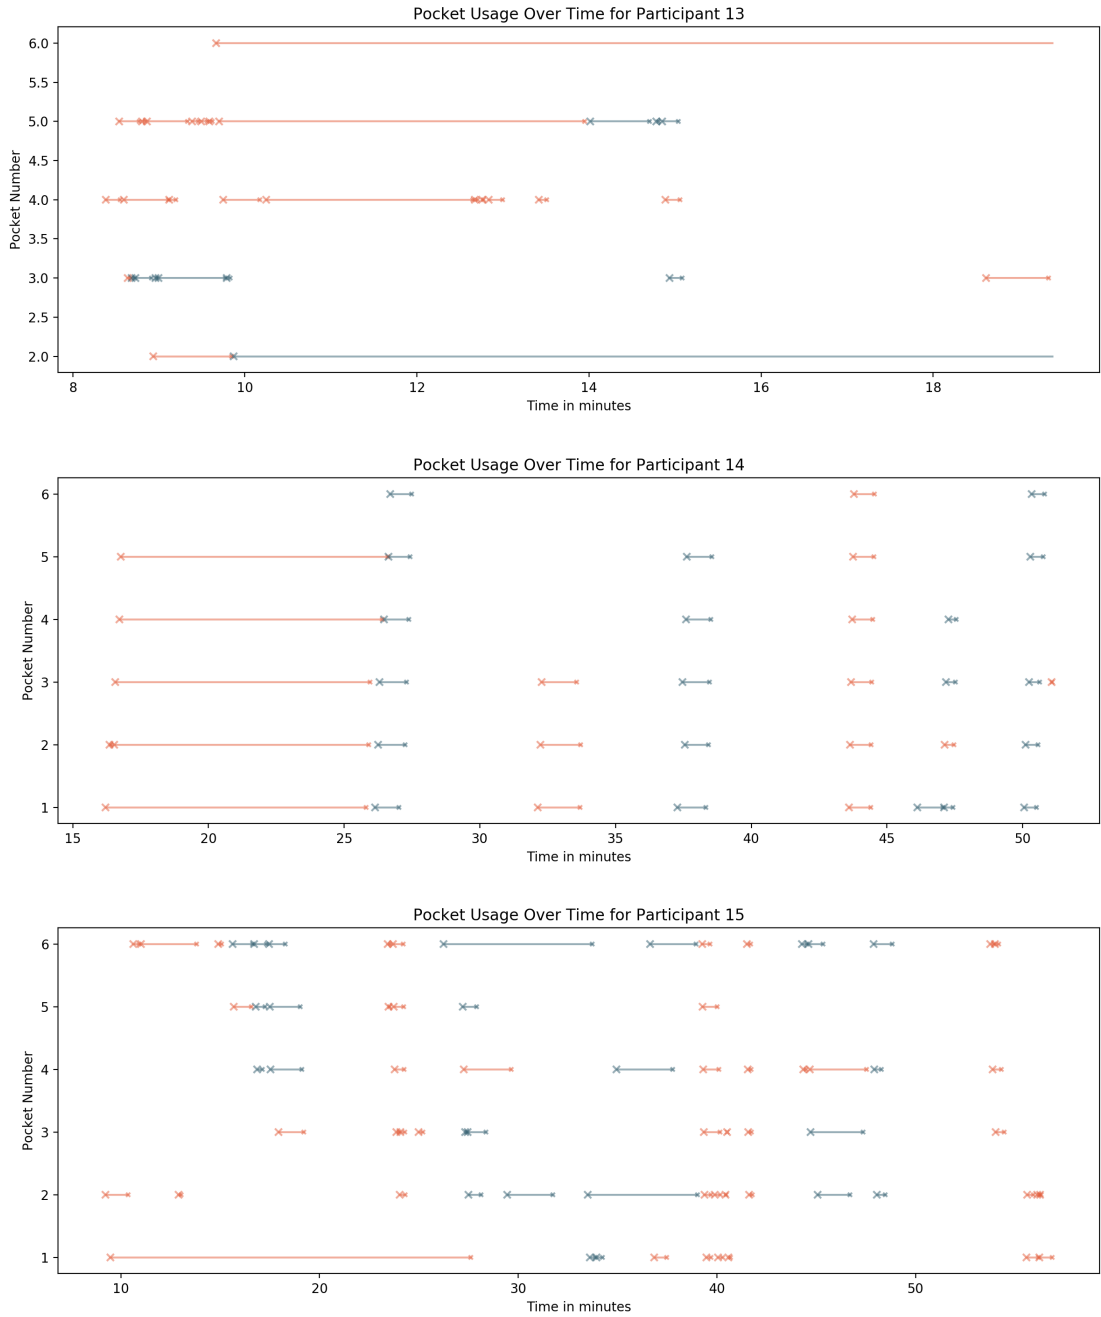 Pocket Usage Over Time for Participant 13
6.0
5.5
5.0
4.5
4.0
3.5
3.0
2.5
2.0
Pocket Number
8 10 12 14 16 18
Time in minutes
Pocket Usage Over Time for Participant 14
6
5
4
3
2
1
Pocket Number
15 20 25 30 35 40 45 50
Time in minutes
Pocket Usage Over Time for Participant 15
6
5
4
3
2
1
Pocket Number
10 20 30 40 50
Time in minutes